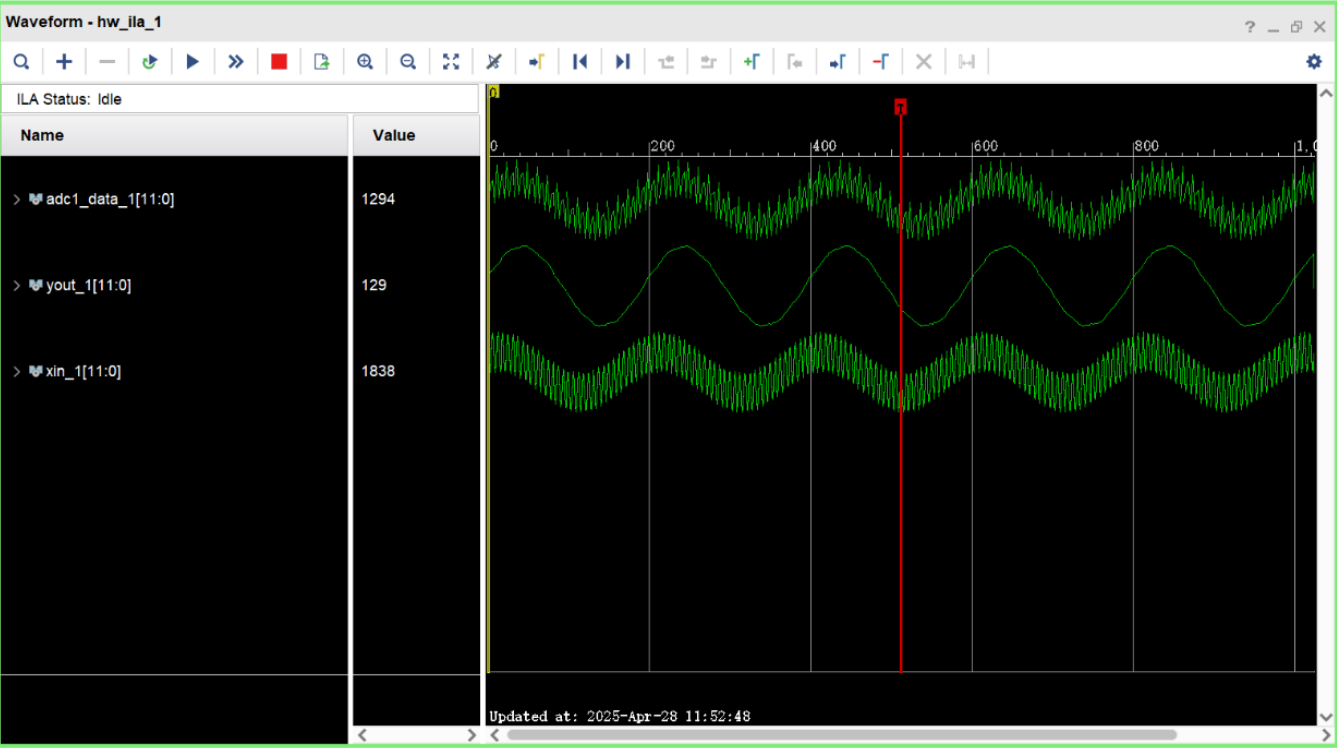 Waveform - hw_ila_1
ILA Status: Idle
Name Value
0
T
0 200 400 600 800 1,0
adc1_data_1[11:0] 1294
yout_1[11:0] 129
xin_1[11:0] 1838
Updated at: 2025-Apr-28 11:52:48